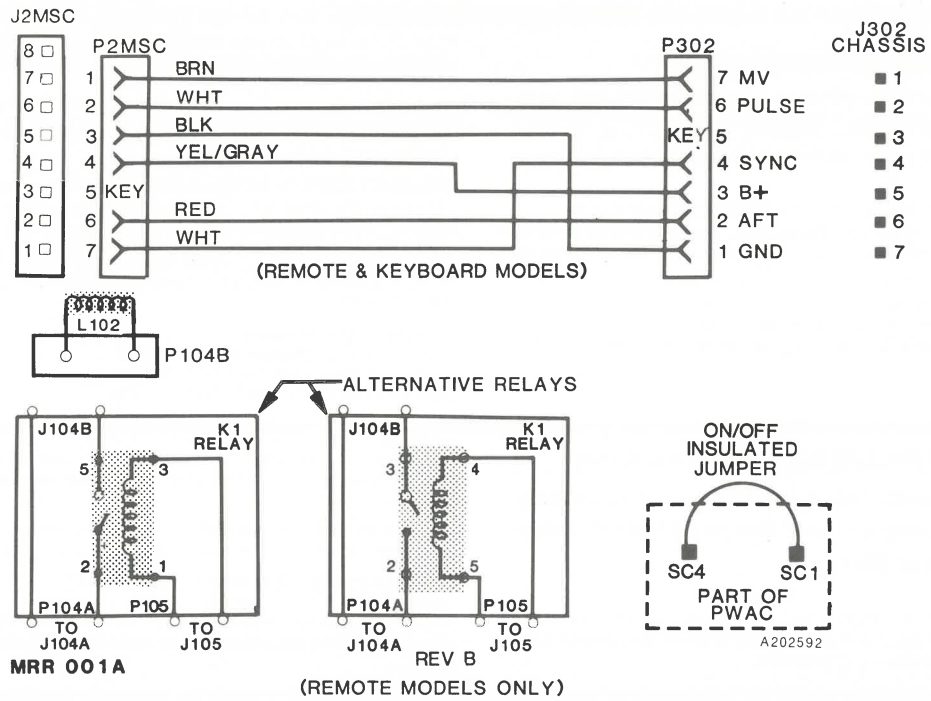 J2MSC
8
7
6
5
4
3
2
1
P2MSC
1
2
3
4
5 KEY
6
7
BRN
WHT
BLK
YEL/GRAY
RED
WHT
(REMOTE & KEYBOARD MODELS)
P302
7 MV
6 PULSE
KEY 5
4 SYNC
3 B+
2 AFT
1 GND
J302
CHASSIS
1
2
3
4
5
6
7
L102
P104B
ALTERNATIVE RELAYS
J104B
K1
RELAY
5
3
2
1
P104A
P105
TO
J104A
TO
J105
MRR 001A
J104B
K1
RELAY
3
4
2
5
P104A
P105
TO
J104A
TO
J105
REV B
(REMOTE MODELS ONLY)
ON/OFF
INSULATED
JUMPER
SC4
SC1
PART OF
PWAC
A202592